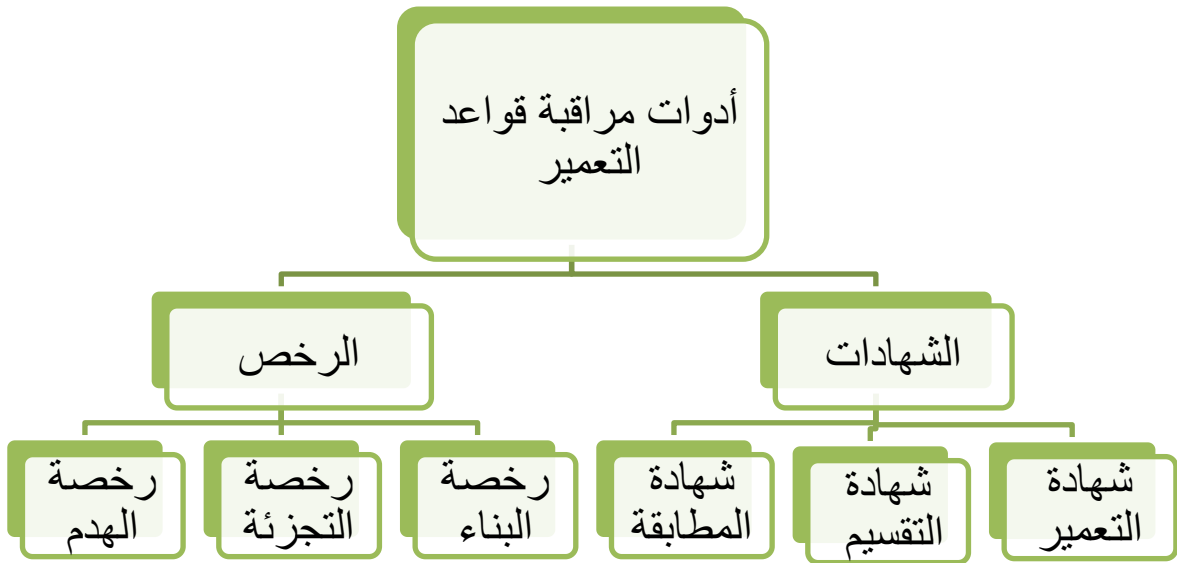 أدوات مراقبة قواعد
التعمير
الشهادات
الرخص
شهادة
التعمير
شهادة
التقسيم
شهادة
المطابقة
رخصة
البناء
رخصة
التجزئة
رخصة
الهدم